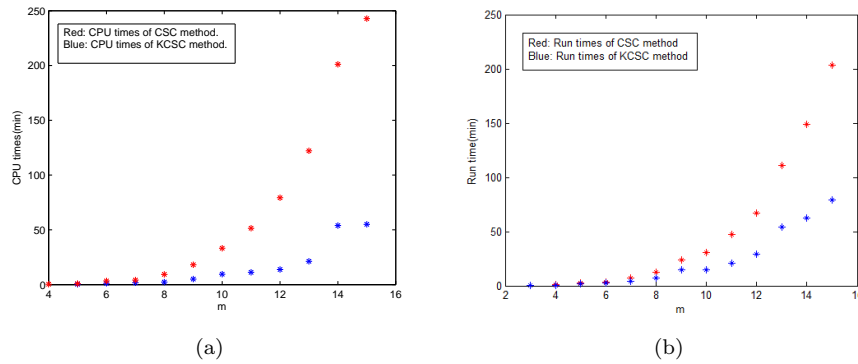 250
200
150
100
50
0
CPU times(min)
Red: CPU times of CSC method.
Blue: CPU times of KCSC method.
4 6 8 10 12 14 16
m
(a)
250
200
150
100
50
0
Run time(min)
Red: Run times of CSC method
Blue: Run times of KCSC method
2 4 6 8 10 12 14 16
m
(b)